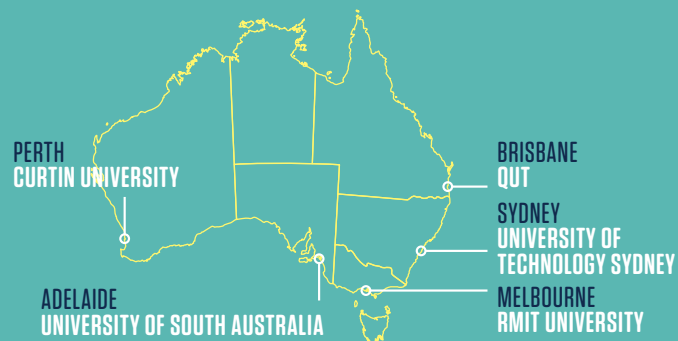 PERTH
CURTIN UNIVERSITY
ADELAIDE
UNIVERSITY OF SOUTH AUSTRALIA
BRISBANE
QUT
SYDNEY
UNIVERSITY OF
TECHNOLOGY SYDNEY
MELBOURNE
RMIT UNIVERSITY